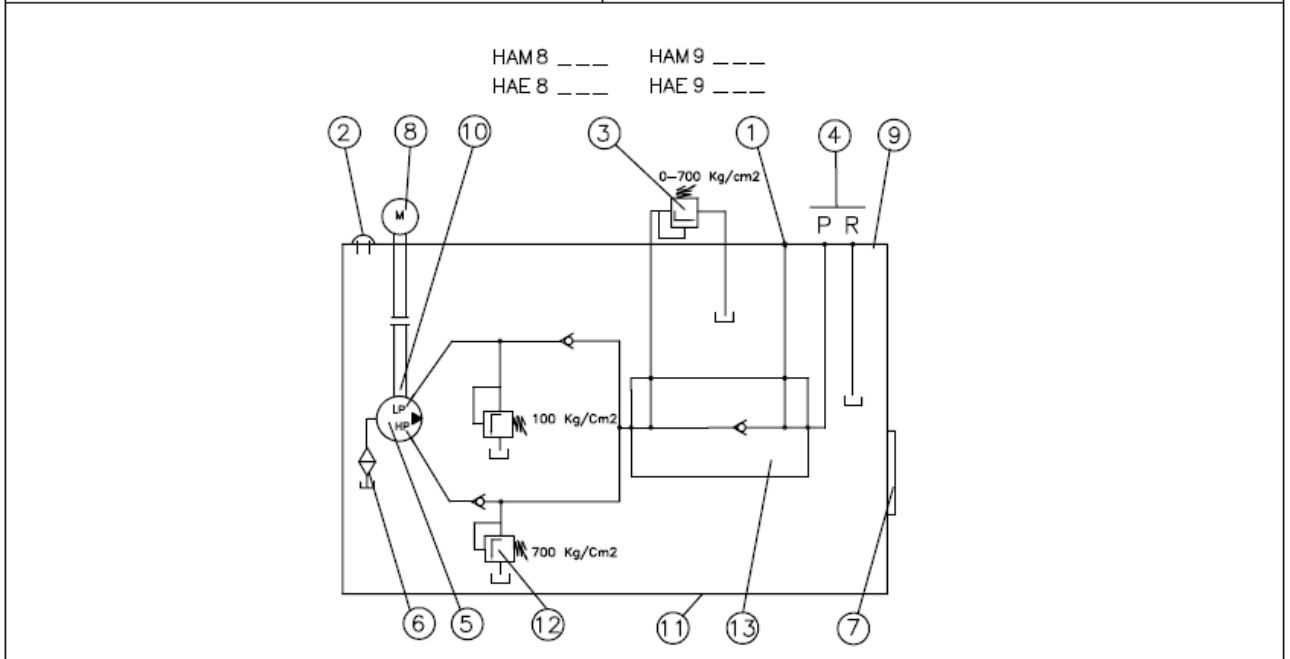 HAM 8 _ _ _ HAM 9 _ _ _
HAE 8 _ _ _ HAE 9 _ _ _
2 8 10 3 1 4 9
0-700 Kg/cm2
M
P R
LP
HP
100 Kg/Cm2
700 Kg/Cm2
6 5 12 11 13 7